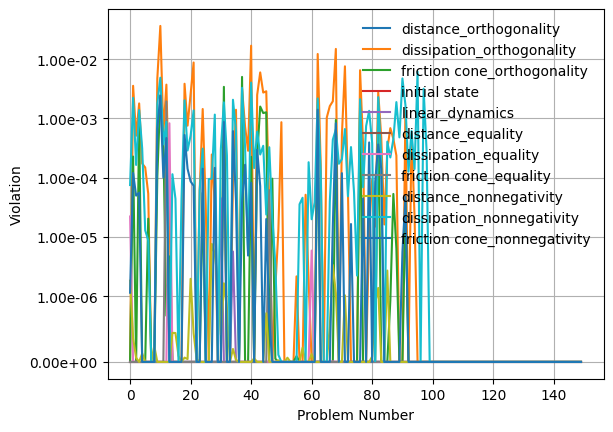 distance_orthogonality
dissipation_orthogonality
friction cone_orthogonality
initial state
linear_dynamics
distance_equality
dissipation_equality
friction cone_equality
distance_nonnegativity
dissipation_nonnegativity
friction cone_nonnegativity
1.00e-02
1.00e-03
1.00e-04
1.00e-05
1.00e-06
0.00e+00
Violation
0 20 40 60 80 100 120 140
Problem Number